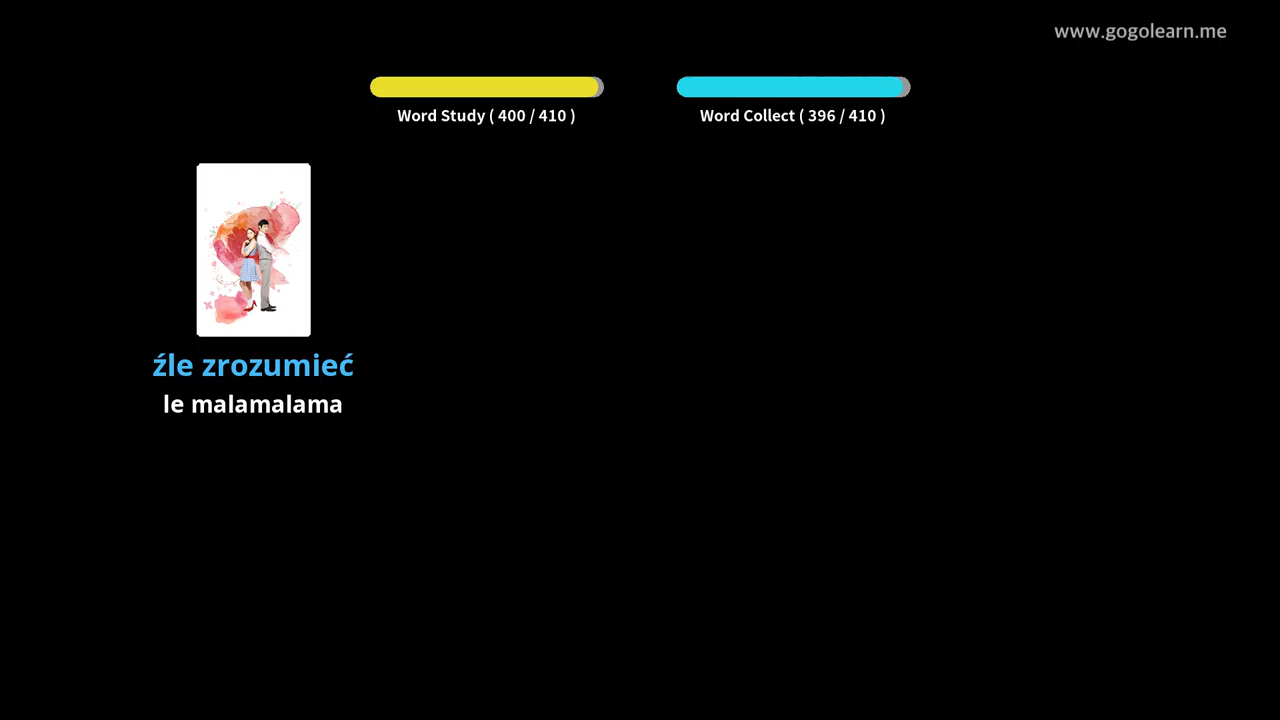 www.gogolearn.me
Word Study ( 400 / 410 )
Word Collect ( 396 / 410 )
źle zrozumieć
le malamalama